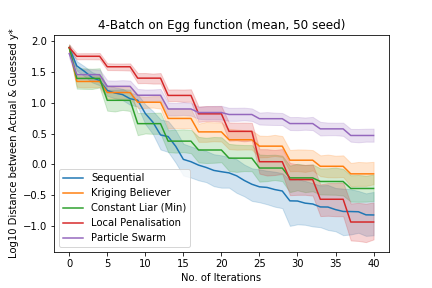 4-Batch on Egg function (mean, 50 seed)
Log10 Distance between Actual & Guessed y*
2.0
1.5
1.0
0.5
0.0
−0.5
−1.0
Sequential
Kriging Believer
Constant Liar (Min)
Local Penalisation
Particle Swarm
0 5 10 15 20 25 30 35 40
No. of Iterations